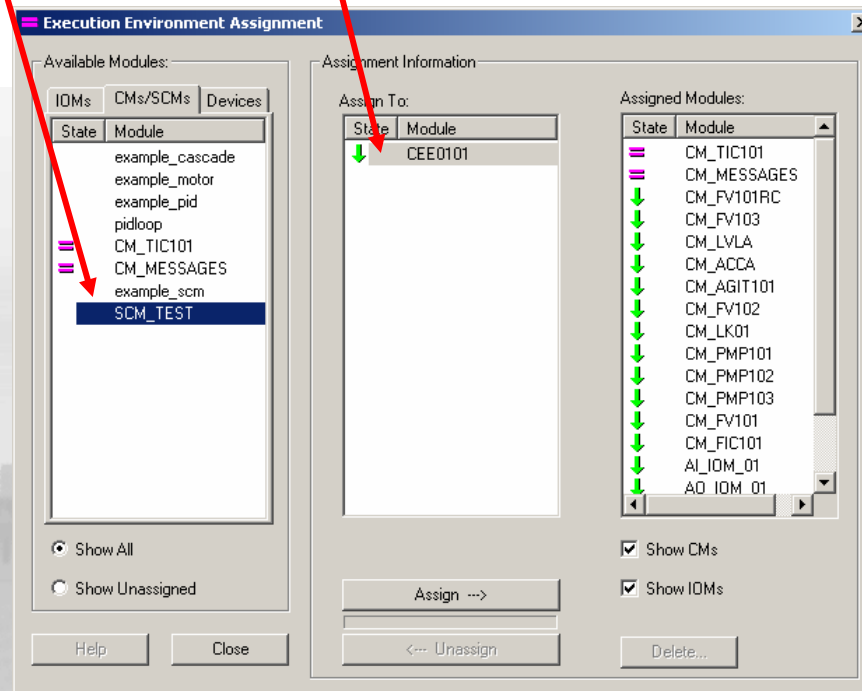 Execution Environment Assignment
Available Modules:
IOMs CMs/SCMs Devices
State Module
example_cascade
example_motor
example_pid
pidloop
CM_TIC101
CM_MESSAGES
example_scm
SCM_TEST
Show All
Show Unassigned
Help Close
Assignment Information
Assign To:
State Module
CEE0101
Assign --->
<--- Unassign
Assigned Modules:
State Module
CM_TIC101
CM_MESSAGES
CM_FV101RC
CM_FV103
CM_LVLA
CM_ACCA
CM_AGIT101
CM_FV102
CM_LK01
CM_PMP101
CM_PMP102
CM_PMP103
CM_FV101
CM_FIC101
AI_IOM_01
AO_IOM_01
Show CMs
Show IOMs
Delete...